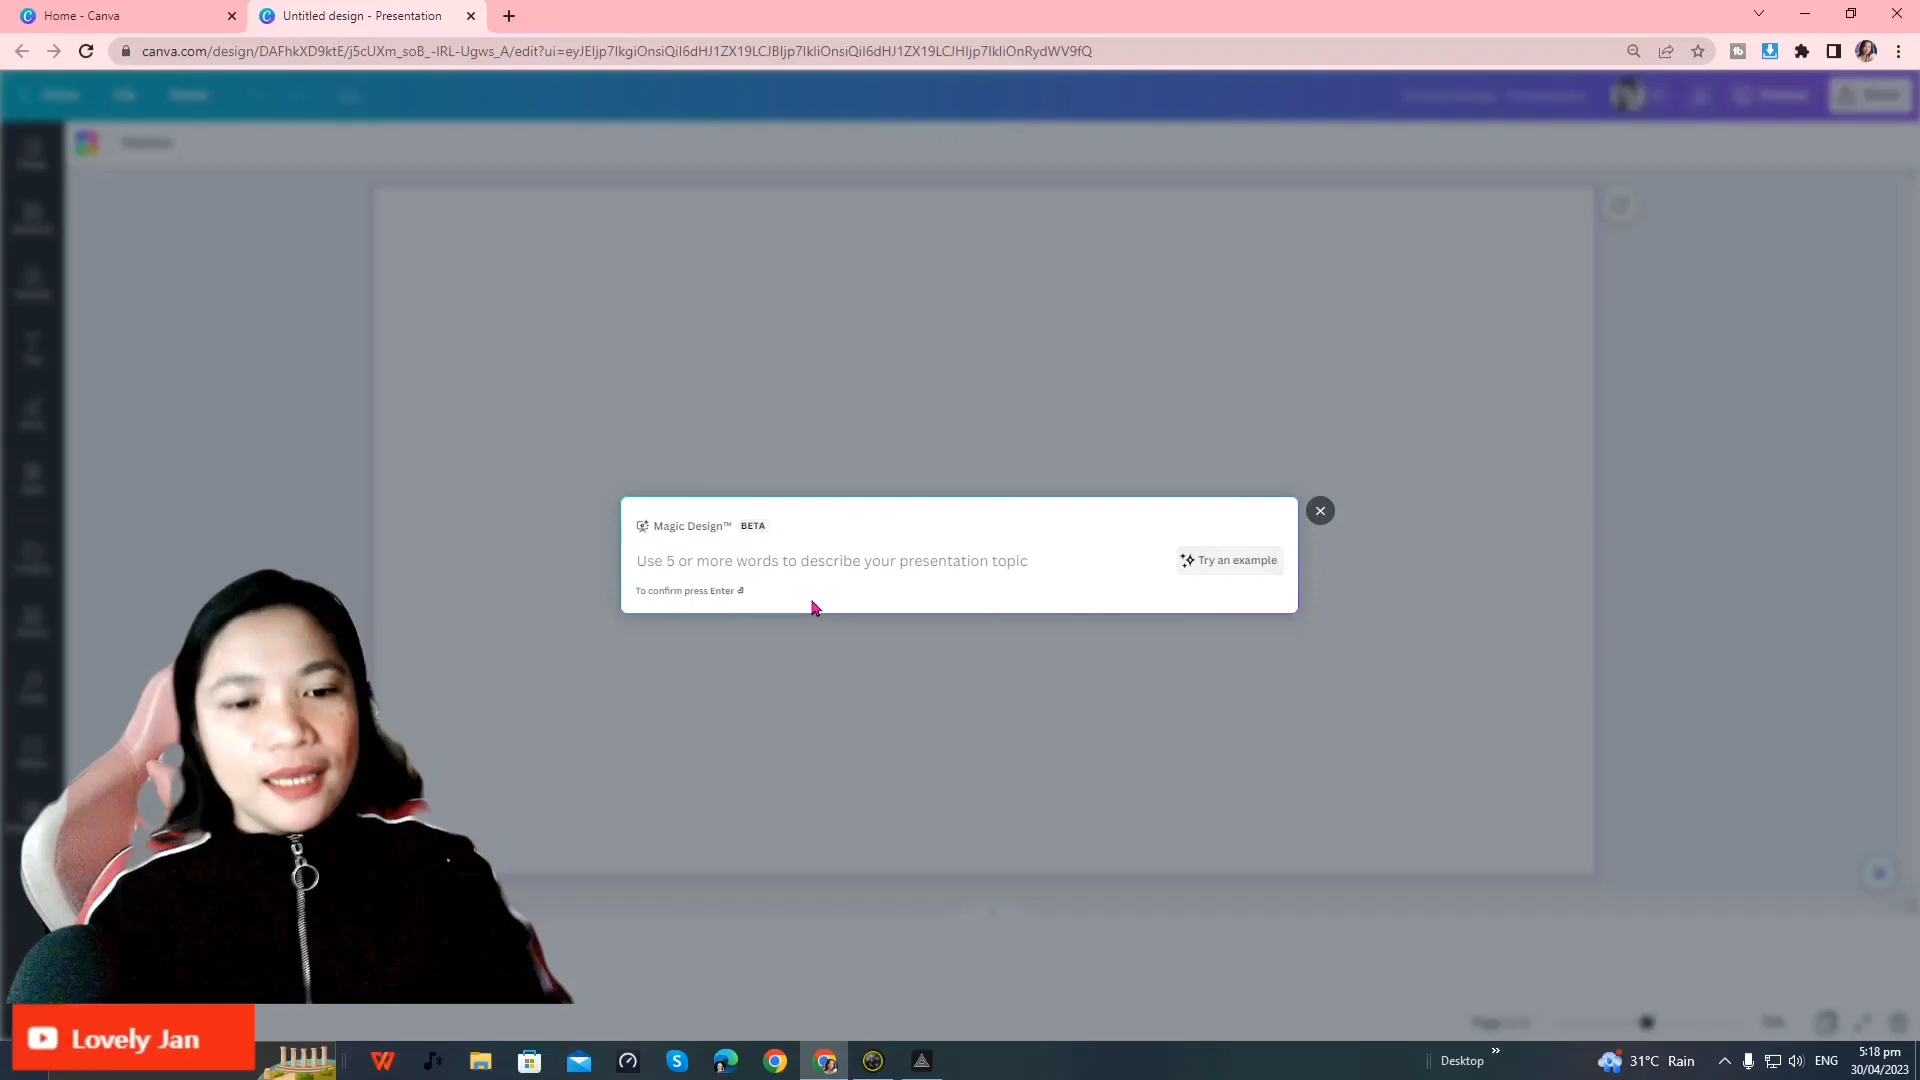 Home - Canva
Untitled design - Presentation
canva.com/design/DAFhkXD9ktE/j5cUXm_soB_-lRL-Ugws_A/edit?ui=eyJEIjp7IkgiOnsiQiI6dHJ1ZX19LCJBIjp7IkIiOnsiQiI6dHJ1ZX19LCJHIjp7IkIiOnRydWV9fQ
Magic Design™ BETA
Use 5 or more words to describe your presentation topic
Try an example
To confirm press Enter
Lovely Jan
Desktop
31°C Rain
ENG
5:18 pm
30/04/2023